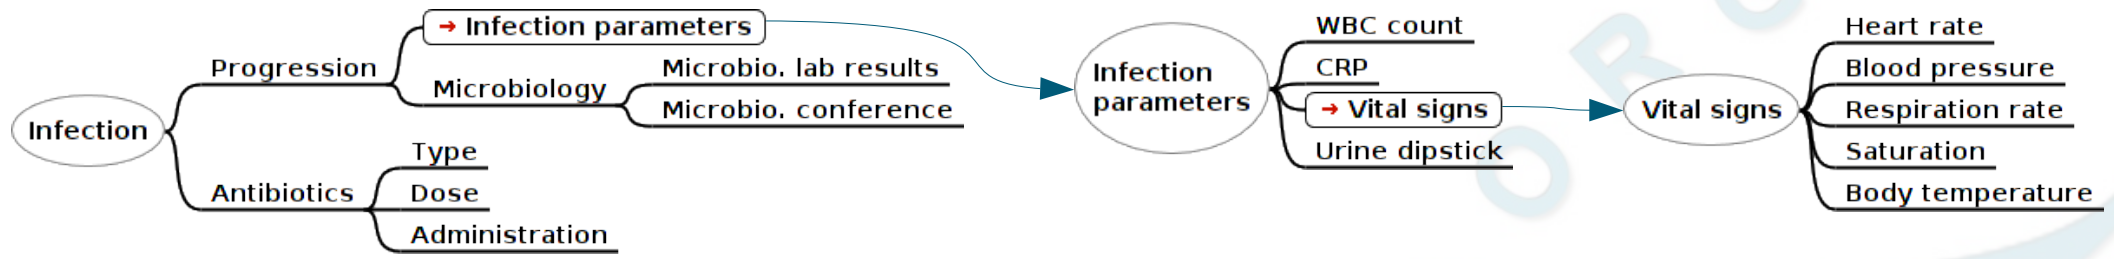 Infection
Progression
➜ Infection parameters
Microbiology
Microbio. lab results
Microbio. conference
Antibiotics
Type
Dose
Administration
Infection
parameters
WBC count
CRP
➜ Vital signs
Urine dipstick
Vital signs
Heart rate
Blood pressure
Respiration rate
Saturation
Body temperature